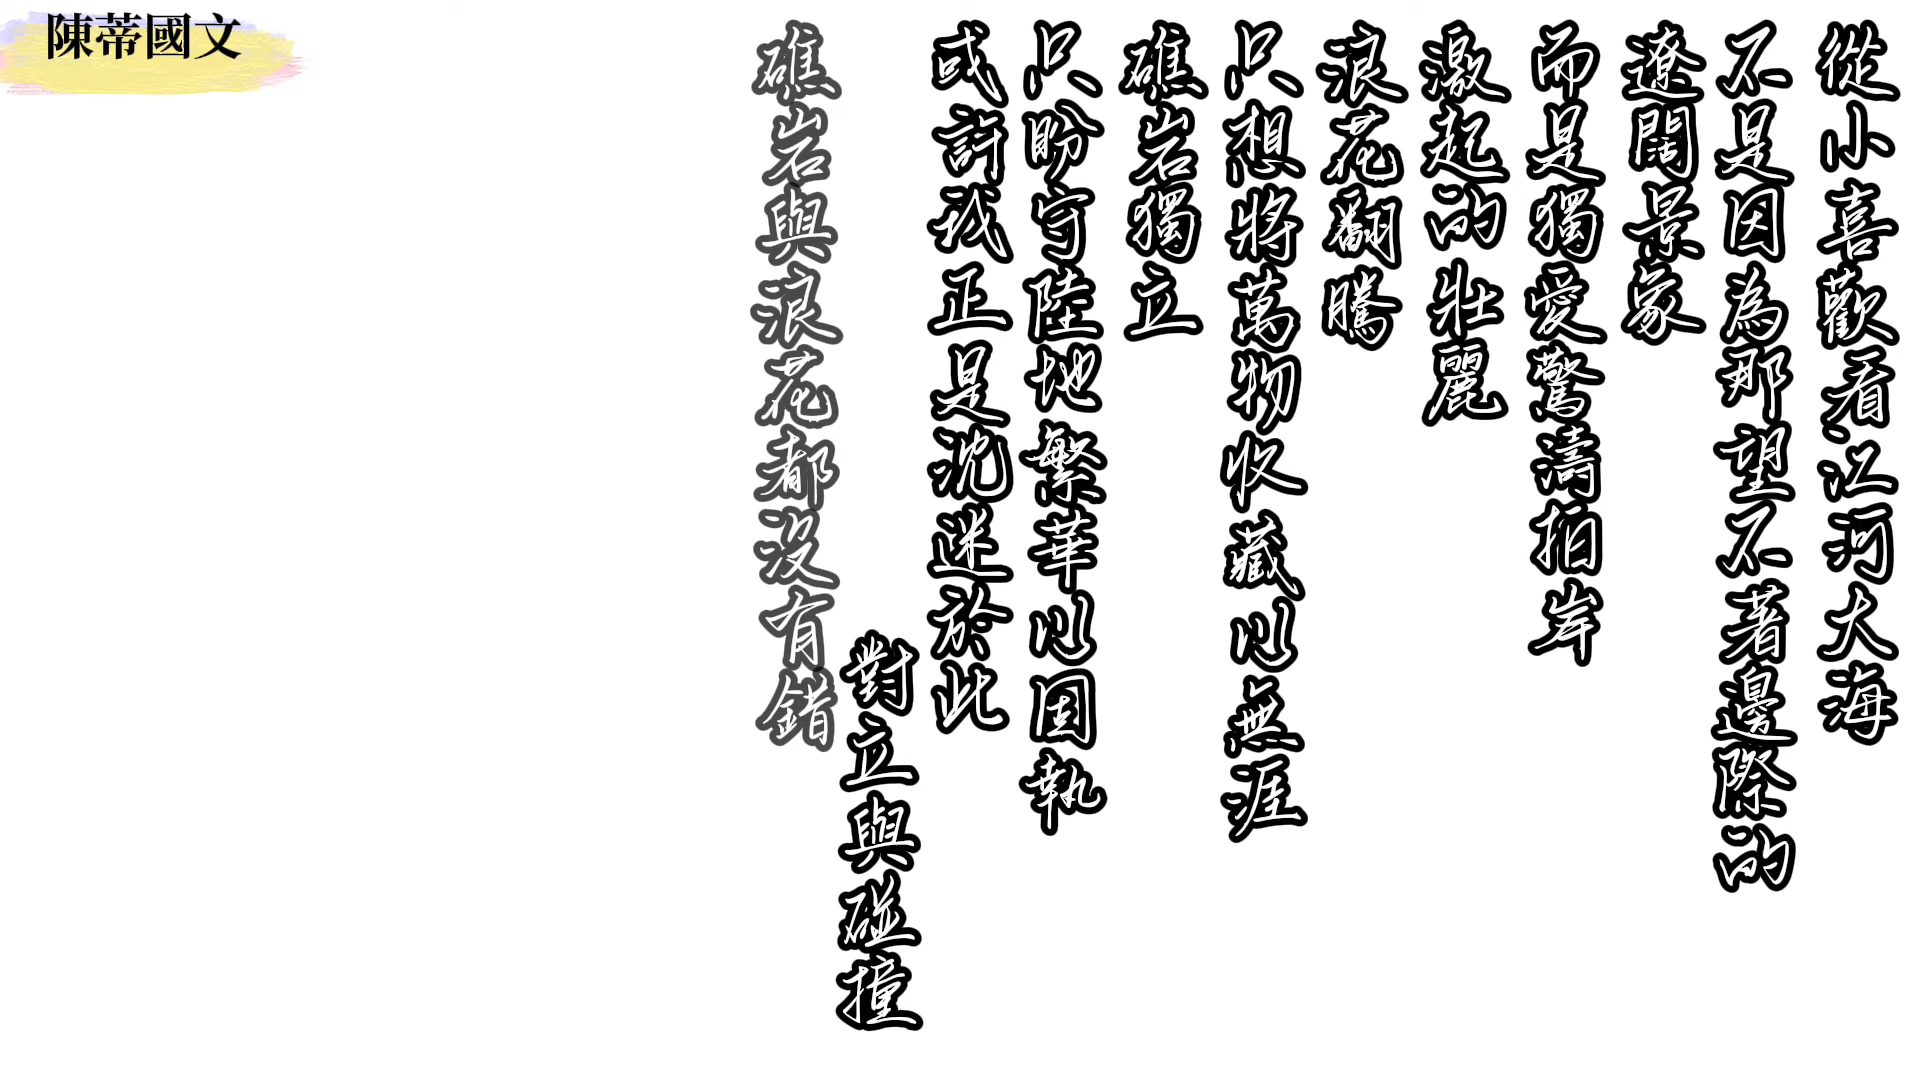 陳蒂國文
從小喜歡看江河大海
不是因為那望不著邊際的
遼闊景象
而是獨愛驚濤拍岸
激起的壯麗
浪花翻騰
只想將萬物收藏以無涯
礁岩獨立
只盼守陸地繁華以固執
或許我正是沈迷於此
對立與碰撞
礁岩與浪花都沒有錯